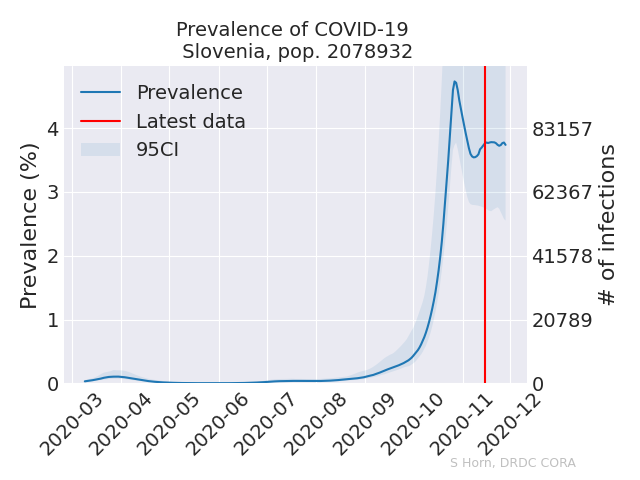 Prevalence of COVID-19
Slovenia, pop. 2078932
Prevalence
Latest data
95CI
Prevalence (%)
4
3
2
1
0
83157
62367
41578
20789
0
# of infections
2020-03
2020-04
2020-05
2020-06
2020-07
2020-08
2020-09
2020-10
2020-11
2020-12
S Horn, DRDC CORA